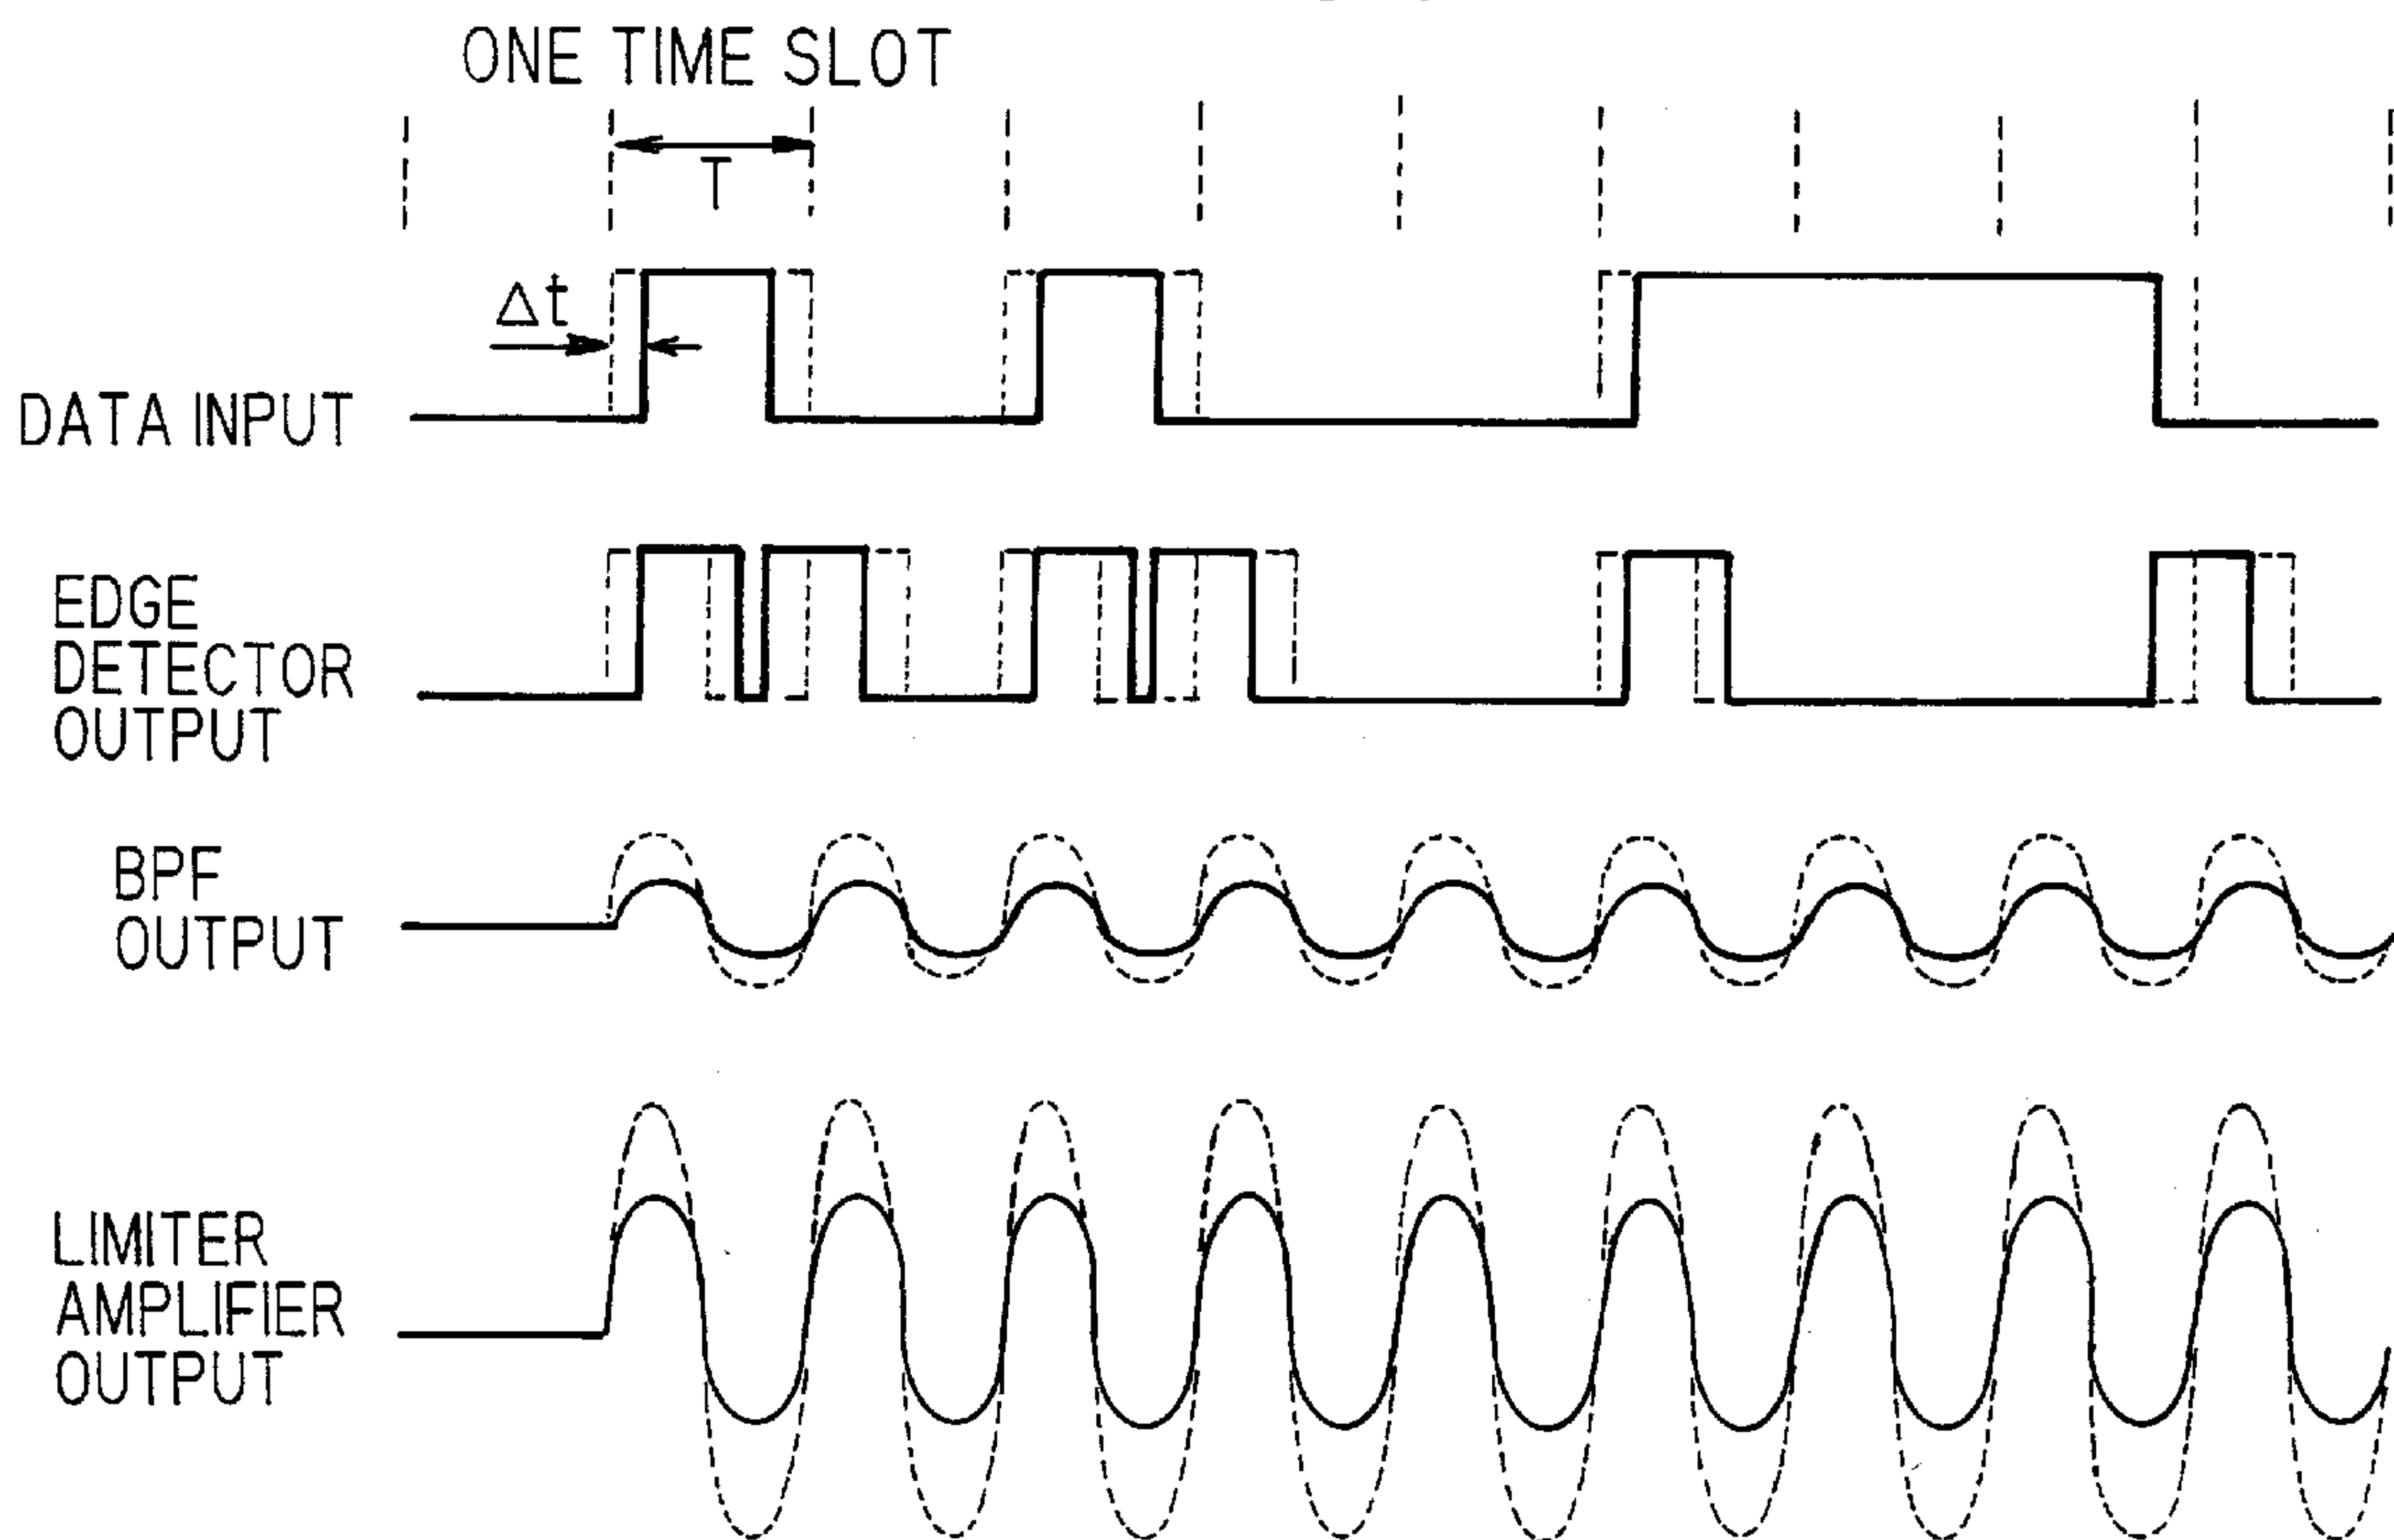 ONE TIME SLOT
T
Δt
DATA INPUT
EDGE
DETECTOR
OUTPUT
BPF
OUTPUT
LIMITER
AMPLIFIER
OUTPUT